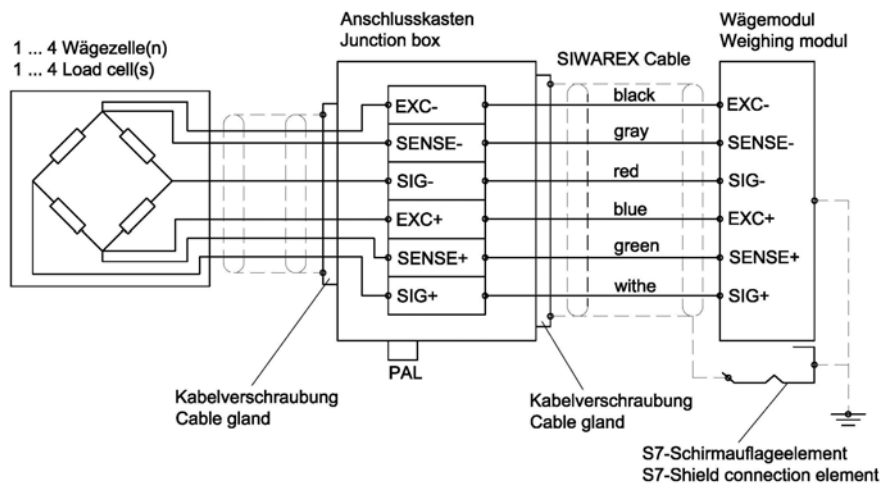 1 ... 4 Wägezelle(n)
1 ... 4 Load cell(s)
Anschlusskasten
Junction box
SIWAREX Cable
Wägemodul
Weighing modul
EXC-
black
EXC-
SENSE-
gray
SENSE-
SIG-
red
SIG-
EXC+
blue
EXC+
SENSE+
green
SENSE+
SIG+
withe
SIG+
PAL
Kabelverschraubung
Cable gland
Kabelverschraubung
Cable gland
S7-Schirmauflageelement
S7-Shield connection element